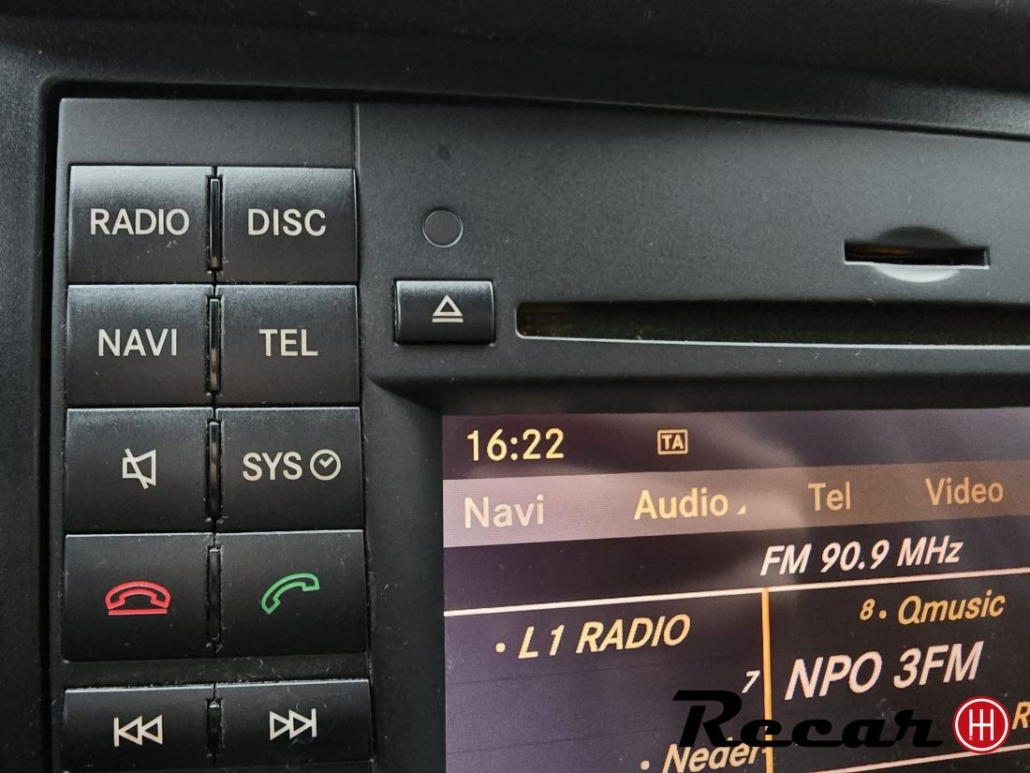 RADIO DISC
NAVI TEL
SYS
16:22 TA
Navi Audio Tel Video
FM 90.9 MHz
8 • Qmusic
• L1 RADIO
7 NPO 3FM
Recar